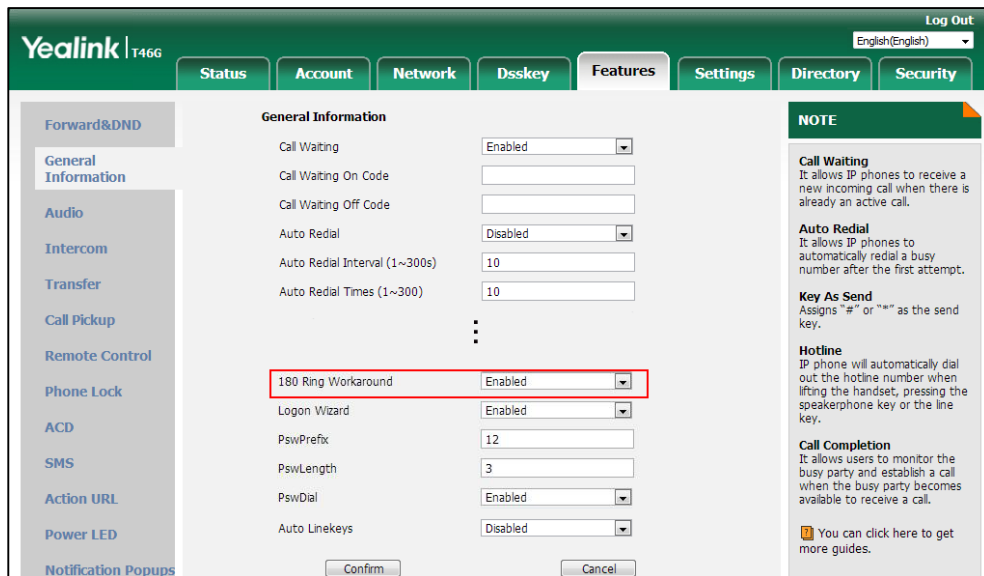 Log Out
Yealink T46G
English(English)
Status Account Network Dsskey Features Settings Directory Security
Forward&DND
General
Information
Audio
Intercom
Transfer
Call Pickup
Remote Control
Phone Lock
ACD
SMS
Action URL
Power LED
Notification Popups
General Information
Call Waiting Enabled
Call Waiting On Code
Call Waiting Off Code
Auto Redial Disabled
Auto Redial Interval (1~300s) 10
Auto Redial Times (1~300) 10
180 Ring Workaround Enabled
Logon Wizard Enabled
PswPrefix 12
PswLength 3
PswDial Enabled
Auto Linekeys Disabled
Confirm Cancel
NOTE
Call Waiting
It allows IP phones to receive a
new incoming call when there is
already an active call.
Auto Redial
It allows IP phones to
automatically redial a busy
number after the first attempt.
Key As Send
Assigns "#" or "*" as the send
key.
Hotline
IP phone will automatically dial
out the hotline number when
lifting the handset, pressing the
speakerphone key or the line
key.
Call Completion
It allows users to monitor the
busy party and establish a call
when the busy party becomes
available to receive a call.
You can click here to get
more guides.